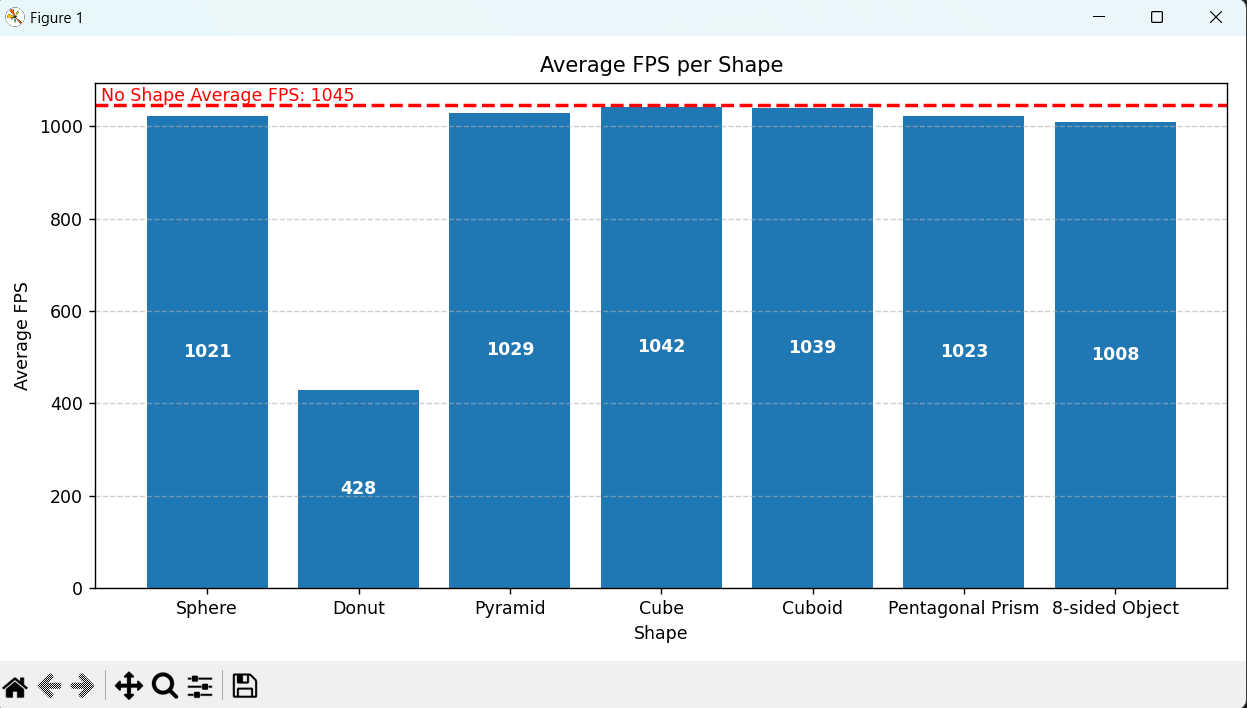 Figure 1
Average FPS per Shape
No Shape Average FPS: 1045
1000
800
600
400
200
0
Average FPS
1021
428
1029
1042
1039
1023
1008
Sphere
Donut
Pyramid
Cube
Cuboid
Pentagonal Prism
8-sided Object
Shape